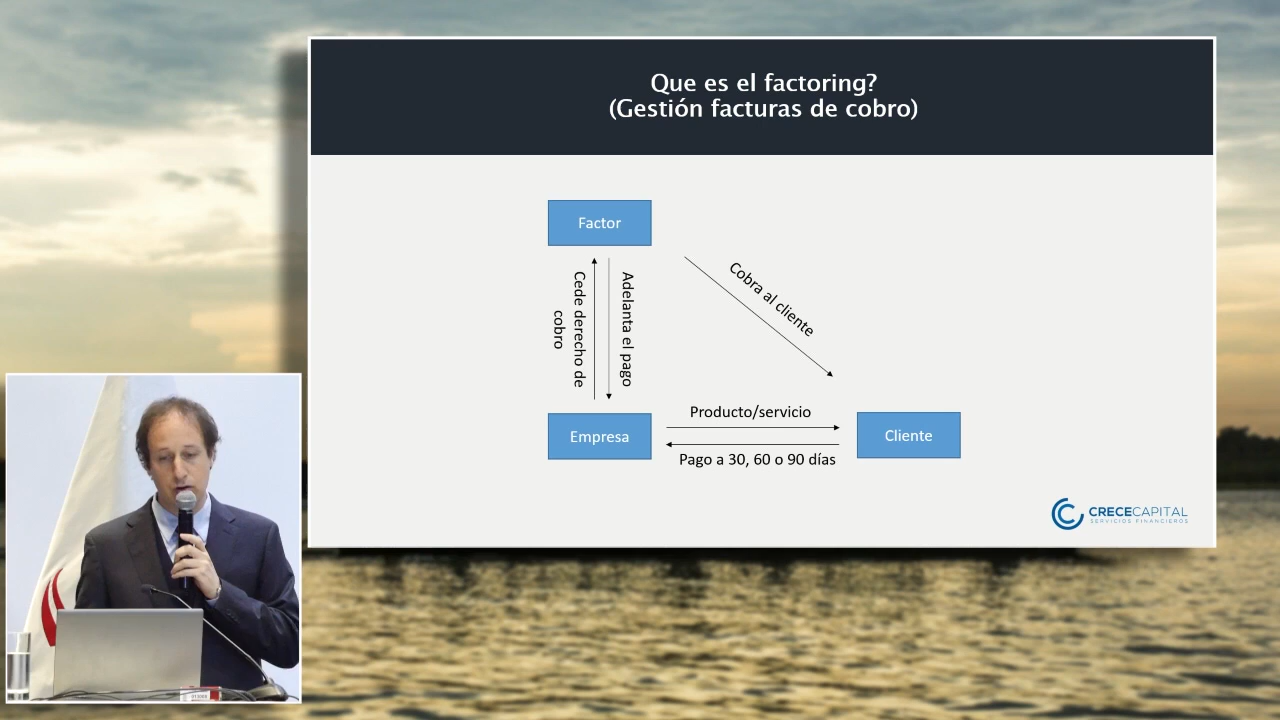 Que es el factoring?
(Gestión facturas de cobro)
Factor
Cede derecho de
cobro
Adelanta el pago
Cobra al cliente
Empresa
Producto/servicio
Pago a 30, 60 o 90 días
Cliente
CRECECAPITAL
SERVICIOS FINANCIEROS